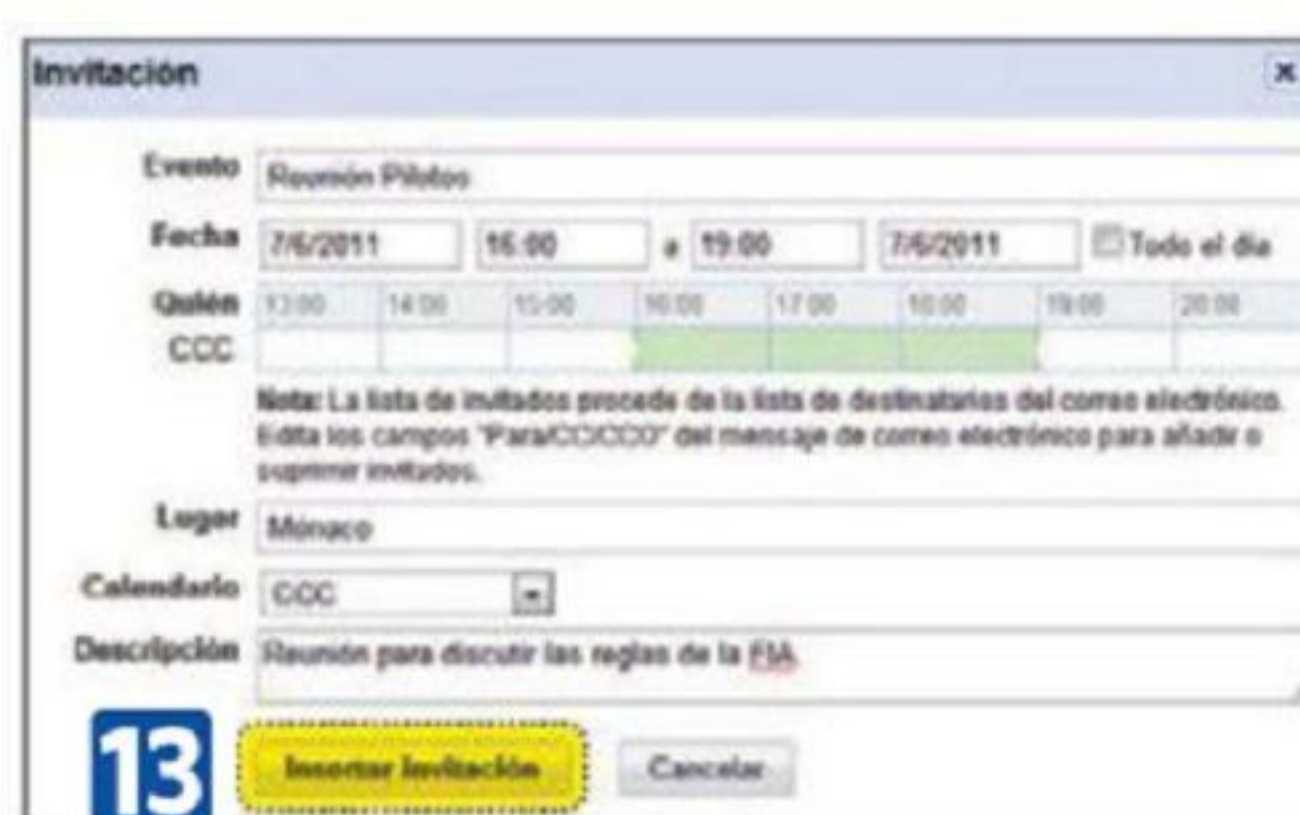 Invitación x
Evento Reunión Pilotos
Fecha 7/6/2011 16:00 a 19:00 7/6/2011 Todo el día
Quién 13:00 14:00 15:00 16:00 17:00 18:00 19:00 20:00
CCC
Nota: La lista de invitados procede de la lista de destinatarios del correo electrónico.
Edita los campos "Para/CC/CCO" del mensaje de correo electrónico para añadir o
suprimir invitados.
Lugar Mónaco
Calendario CCC
Descripción Reunión para discutir las reglas de la FIA.
13 Insertar Invitación Cancelar